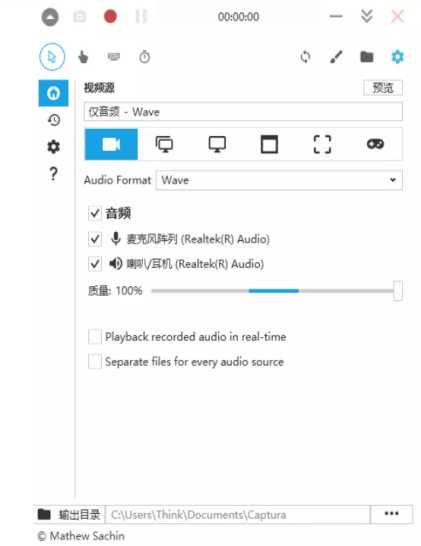 00:00:00
视频源 预览
仅音频 - Wave
Audio Format Wave
音频
麦克风阵列 (Realtek(R) Audio)
喇叭/耳机 (Realtek(R) Audio)
质量: 100%
Playback recorded audio in real-time
Separate files for every audio source
输出目录 C:\Users\Think\Documents\Captura ...
© Mathew Sachin